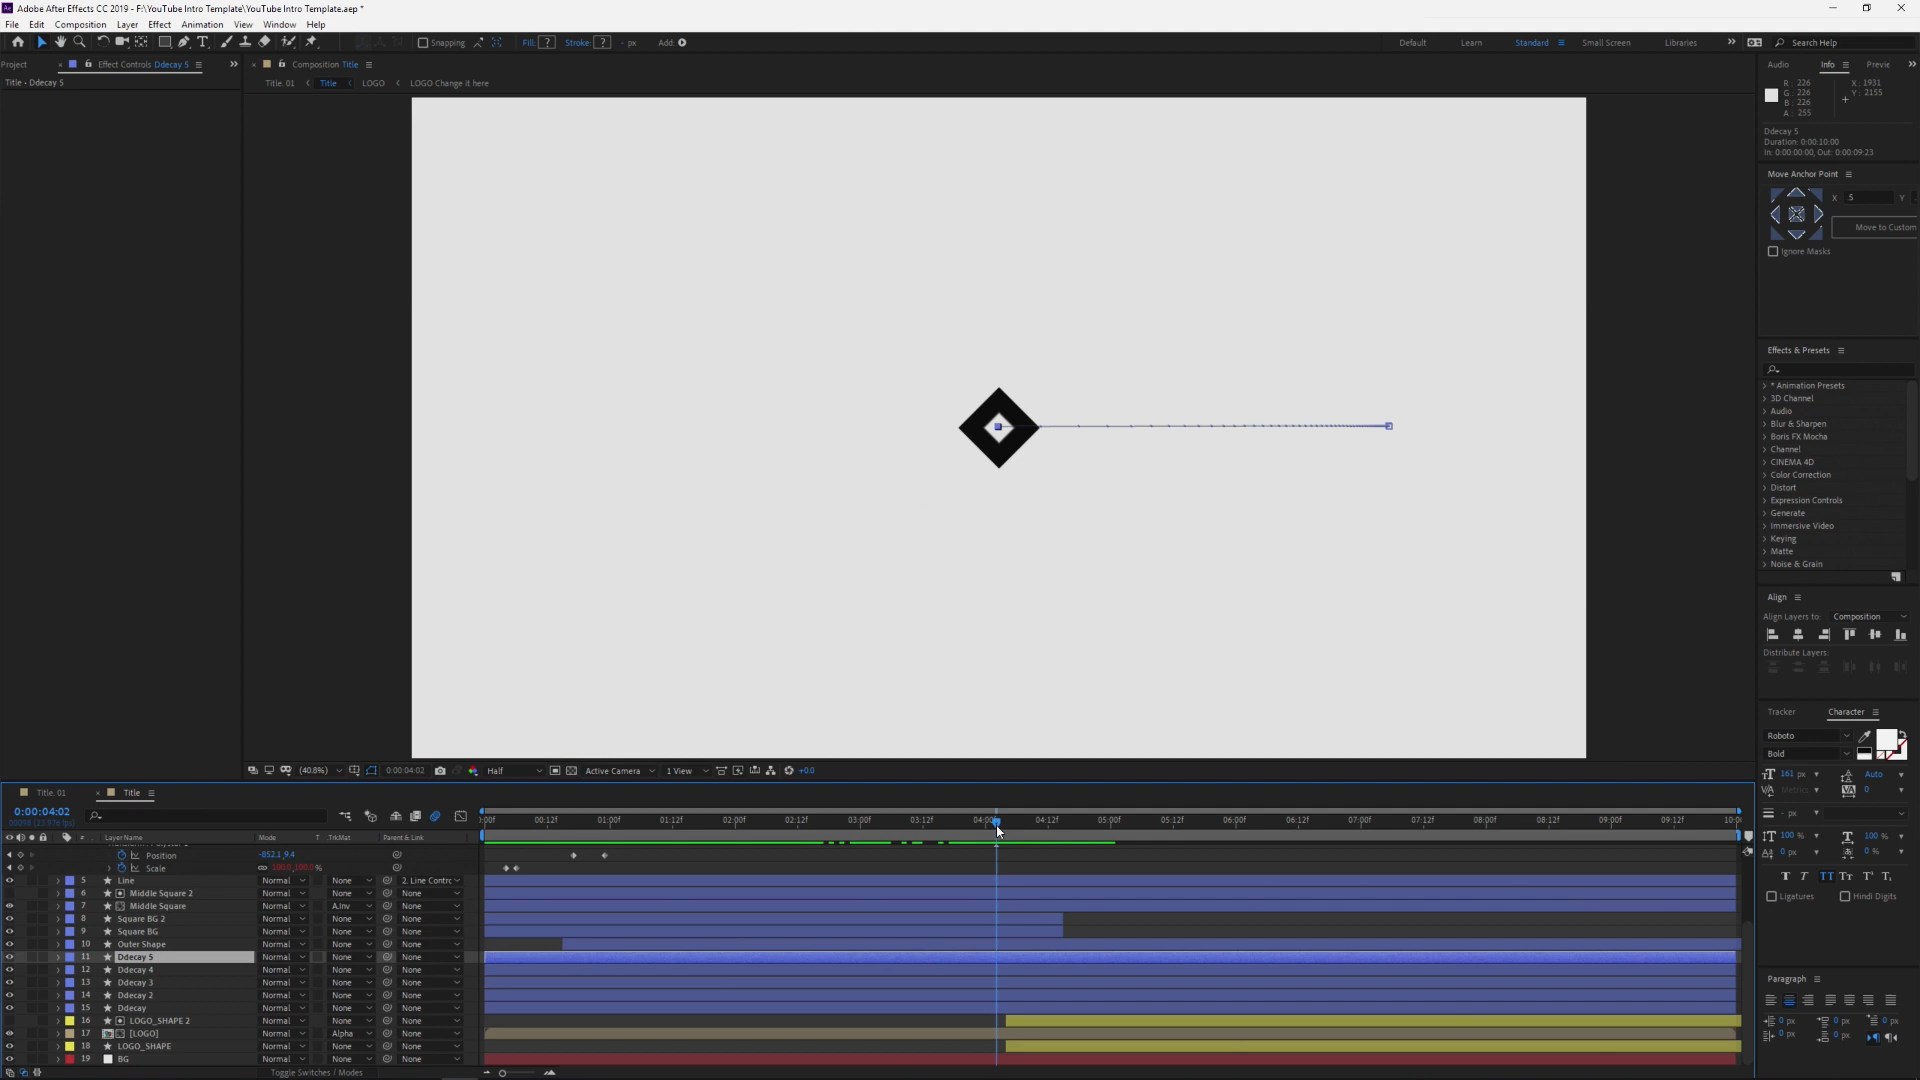 Adobe After Effects CC 2019 - F:\YouTube Intro Template\YouTube Intro Template.aep *
File Edit Composition Layer Effect Animation View Window Help
Snapping Fill: ? Stroke: ? - px Add: Default Learn Standard Small Screen Libraries Search Help
Project Effect Controls Ddecay 5 Composition Title Audio Info Previe
Title - Ddecay 5
Title. 01 Title LOGO LOGO Change it here
R : 226 X : 1931
G : 226 Y : 2155
B : 226
A : 255
Ddecay 5
Duration: 0:00:10:00
In: 0:00:00:00, Out: 0:00:09:23
Move Anchor Point
X 5 Y
Move to Custom
Ignore Masks
Effects & Presets
* Animation Presets
3D Channel
Audio
Blur & Sharpen
Boris FX Mocha
Channel
CINEMA 4D
Color Correction
Distort
Expression Controls
Generate
Immersive Video
Keying
Matte
Noise & Grain
Align
Align Layers to: Composition
Distribute Layers:
Tracker Character
Roboto
Bold
161 px Auto
Metrics 0
- px
100 % 100 %
0 px 0 %
T T TT Tt T¹ T₁
Ligatures Hindi Digits
Paragraph
0 px 0 px 0 px
0 px 0 px
(40.8%) 0:00:04:02 Half Active Camera 1 View +0.0
Title. 01 Title
0:00:04:02
:00f 00:12f 01:00f 01:12f 02:00f 02:12f 03:00f 03:12f 04:00f 04:12f 05:00f 05:12f 06:00f 06:12f 07:00f 07:12f 08:00f 08:12f 09:00f 09:12f 10:0
# Layer Name Mode T .TrkMat Parent & Link
Position -852.1,9.4
Scale 100.0,100.0 %
5 Line Normal None 2. Line Contrc
6 Middle Square 2 Normal None None
7 Middle Square Normal A.Inv None
8 Square BG 2 Normal None None
9 Square BG Normal None None
10 Outer Shape Normal None None
11 Ddecay 5 Normal None None
12 Ddecay 4 Normal None None
13 Ddecay 3 Normal None None
14 Ddecay 2 Normal None None
15 Ddecay Normal None None
16 LOGO_SHAPE 2 Normal None None
17 [LOGO] Normal Alpha None
18 LOGO_SHAPE Normal None None
19 BG Normal None None
Toggle Switches / Modes